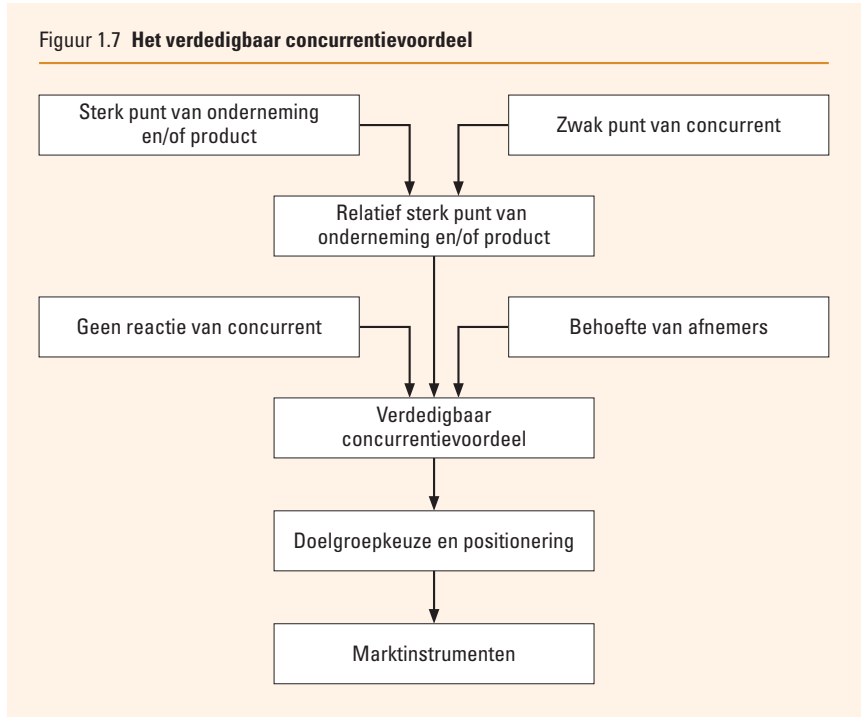 Figuur 1.7 Het verdedigbaar concurrentievoordeel
Sterk punt van onderneming
en/of product
Zwak punt van concurrent
Relatief sterk punt van
onderneming en/of product
Geen reactie van concurrent
Behoefte van afnemers
Verdedigbaar
concurrentievoordeel
Doelgroepkeuze en positionering
Marktinstrumenten